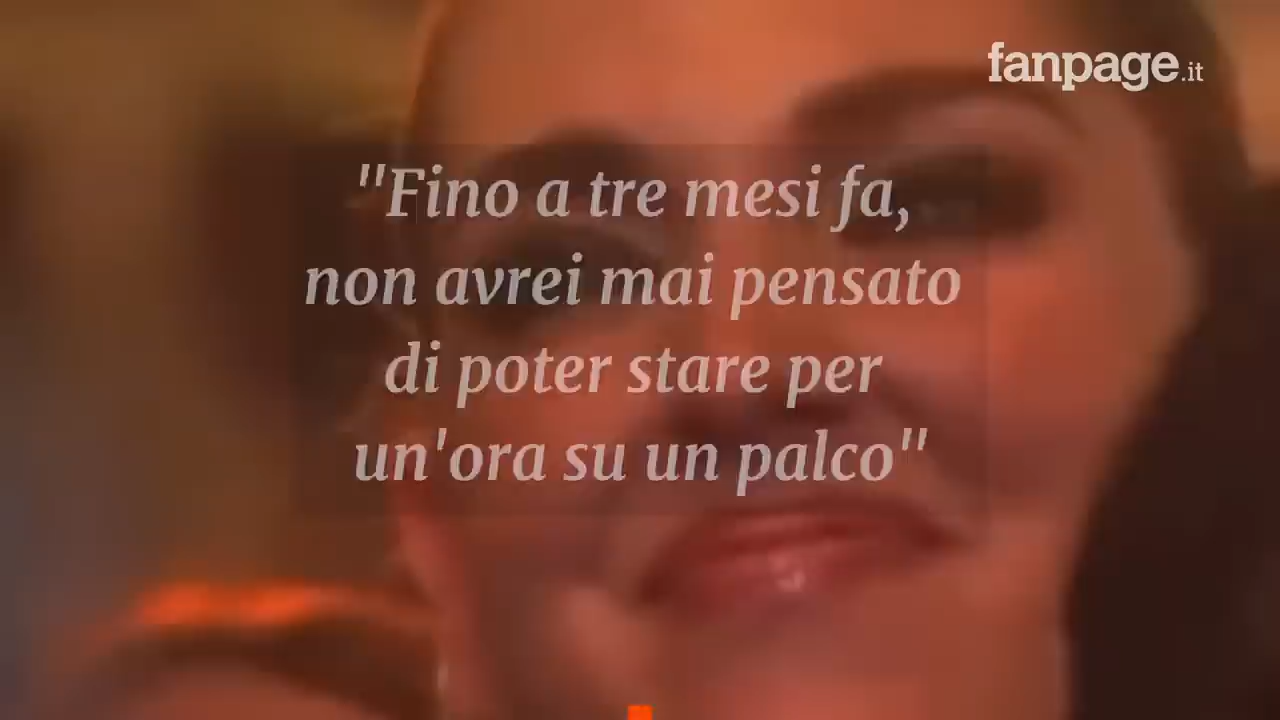 fanpage.it
"Fino a tre mesi fa,
non avrei mai pensato
di poter stare per
un'ora su un palco"